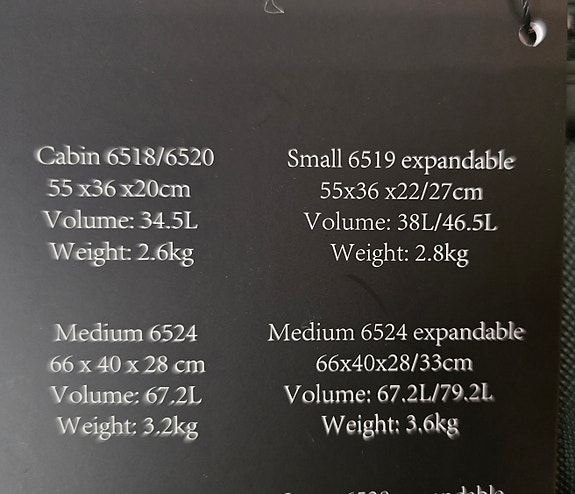 Cabin 6518/6520
55 x36 x20cm
Volume: 34.5L
Weight: 2.6kg
Small 6519 expandable
55x36 x22/27cm
Volume: 38L/46.5L
Weight: 2.8kg
Medium 6524
66 x 40 x 28 cm
Volume: 67.2L
Weight: 3.2kg
Medium 6524 expandable
66x40x28/33cm
Volume: 67.2L/79.2L
Weight: 3.6kg